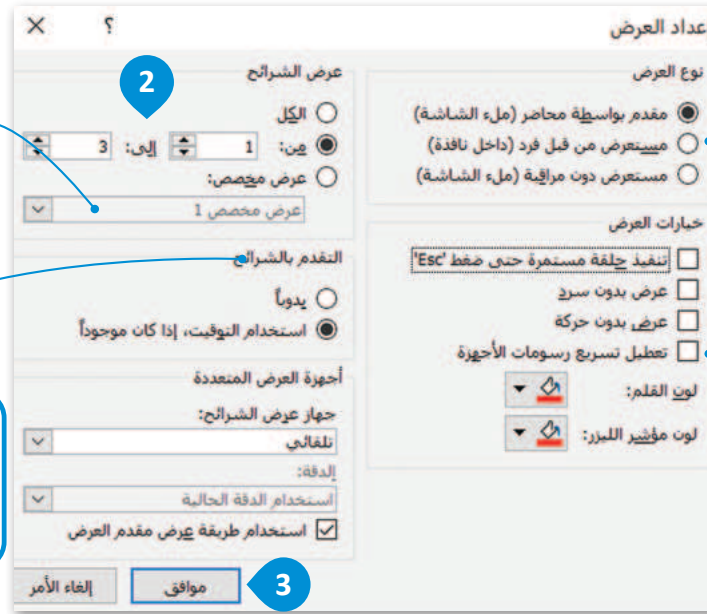 عداد العرض
؟
نوع العرض
مقدم بواسطة محاضر (ملء الشاشة)
مستعرض من قبل فرد (داخل نافذة)
مستعرض دون مراقبة (ملء الشاشة)
خيارات العرض
تنفيذ حلقة مستمرة حتى ضغط 'Esc'
عرض بدون سرد
عرض بدون حركة
تعطيل تسريع رسومات الأجهزة
لون القلم:
لون مؤشر الليزر:
عرض الشرائح
2
الكل
من: 1 إلى: 3
عرض مخصص:
عرض مخصص 1
التقدم بالشرائح
يدوياً
استخدام التوقيت، إذا كان موجوداً
أجهزة العرض المتعددة
جهاز عرض الشرائح:
تلقائي
الدقة:
استخدام الدقة الحالية
استخدام طريقة عرض مقدم العرض
3
موافق
إلغاء الأمر